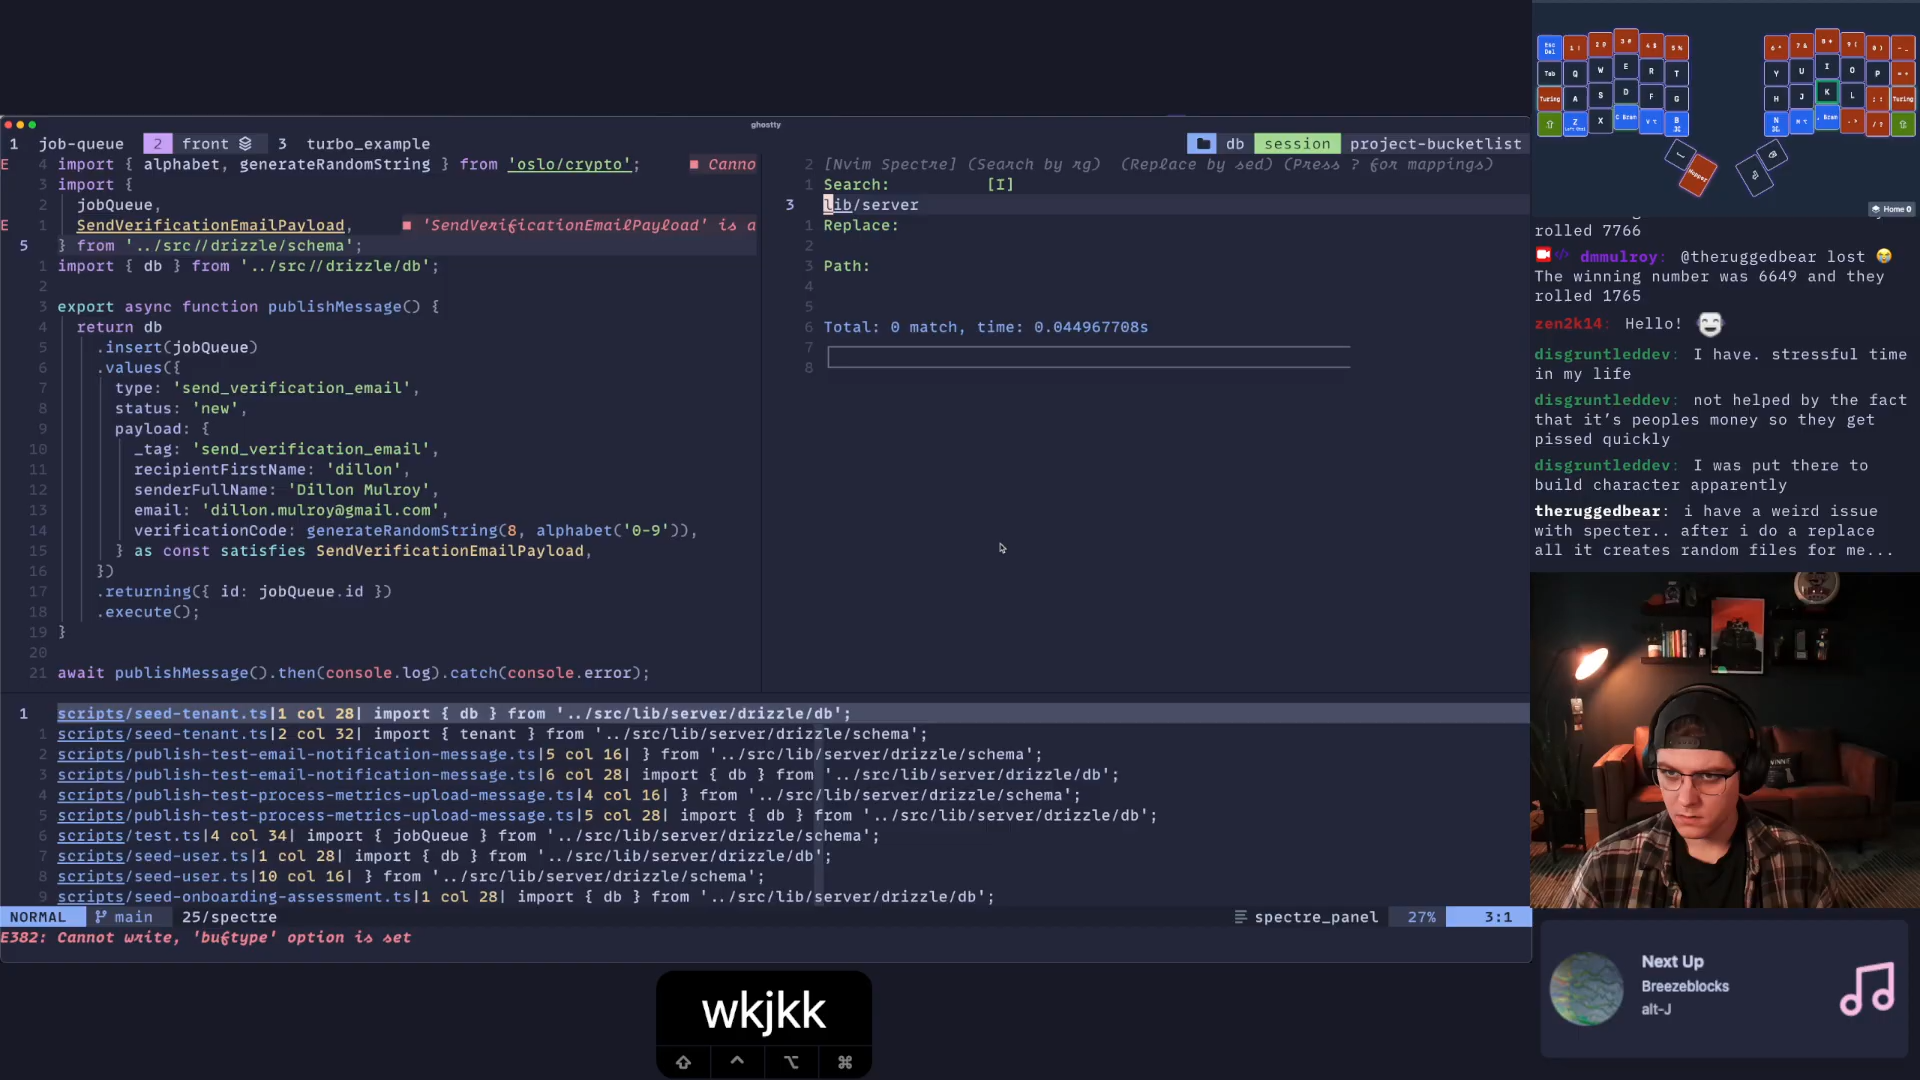 ghostty
1 job-queue 2 front 3 turbo_example
db session project-bucketlist
E 4 import { alphabet, generateRandomString } from 'oslo/crypto'; ■ Canno
3 import {
2 jobQueue,
E 1 SendVerificationEmailPayload, ■ 'SendVerificationEmailPayload' is a
5 } from '../src//drizzle/schema';
1 import { db } from '../src//drizzle/db';
2
3 export async function publishMessage() {
4 return db
5 .insert(jobQueue)
6 .values({
7 type: 'send_verification_email',
8 status: 'new',
9 payload: {
10 _tag: 'send_verification_email',
11 recipientFirstName: 'dillon',
12 senderFullName: 'Dillon Mulroy',
13 email: 'dillon.mulroy@gmail.com',
14 verificationCode: generateRandomString(8, alphabet('0-9')),
15 } as const satisfies SendVerificationEmailPayload,
16 })
17 .returning({ id: jobQueue.id })
18 .execute();
19 }
20
21 await publishMessage().then(console.log).catch(console.error);
2 [Nvim Spectre] (Search by rg) (Replace by sed) (Press ? for mappings)
1 Search: [I]
3 lib/server
1 Replace:
2
3 Path:
4
5
6 Total: 0 match, time: 0.044967708s
7
8
1 scripts/seed-tenant.ts|1 col 28| import { db } from '../src/lib/server/drizzle/db';
1 scripts/seed-tenant.ts|2 col 32| import { tenant } from '../src/lib/server/drizzle/schema';
2 scripts/publish-test-email-notification-message.ts|5 col 16| } from '../src/lib/server/drizzle/schema';
3 scripts/publish-test-email-notification-message.ts|6 col 28| import { db } from '../src/lib/server/drizzle/db';
4 scripts/publish-test-process-metrics-upload-message.ts|4 col 16| } from '../src/lib/server/drizzle/schema';
5 scripts/publish-test-process-metrics-upload-message.ts|5 col 28| import { db } from '../src/lib/server/drizzle/db';
6 scripts/test.ts|4 col 34| import { jobQueue } from '../src/lib/server/drizzle/schema';
7 scripts/seed-user.ts|1 col 28| import { db } from '../src/lib/server/drizzle/db';
8 scripts/seed-user.ts|10 col 16| } from '../src/lib/server/drizzle/schema';
9 scripts/seed-onboarding-assessment.ts|1 col 28| import { db } from '../src/lib/server/drizzle/db';
NORMAL main 25/spectre spectre_panel 27% 3:1
E382: Cannot write, 'buftype' option is set
wkjkk
Esc Del
Tab Q W E R T
Turing A S D F G
Z X C V B
Y U I O P
H J K L Turing
Home 0
rolled 7766
dmmulroy: @theruggedbear lost 😂
The winning number was 6649 and they
rolled 1765
zen2k14: Hello!
disgruntleddev: I have. stressful time
in my life
disgruntleddev: not helped by the fact
that it's peoples money so they get
pissed quickly
disgruntleddev: I was put there to
build character apparently
theruggedbear: i have a weird issue
with specter.. after i do a replace
all it creates random files for me...
Next Up
Breezeblocks
alt-J